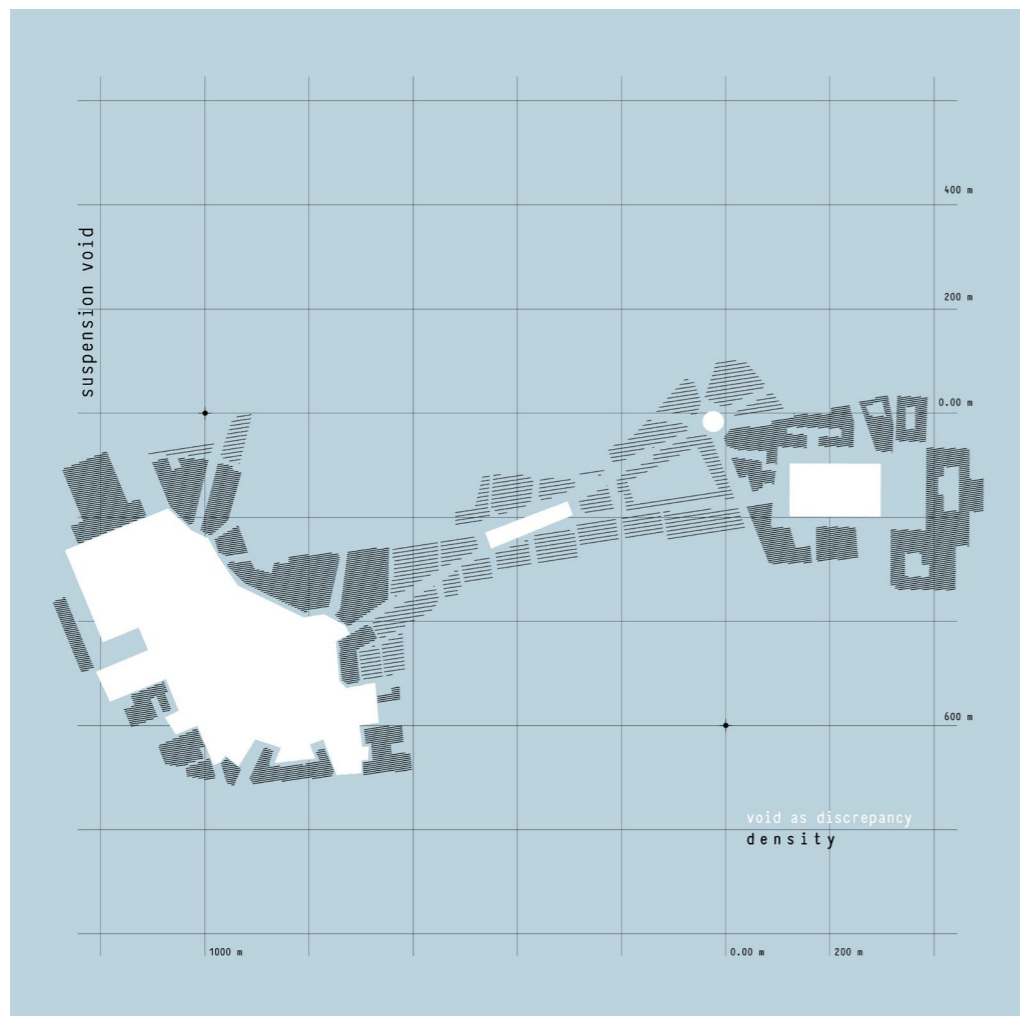 400 m
suspension void
200 m
0.00 m
600 m
void as discrepancy
density
1000 m
0.00 m
200 m